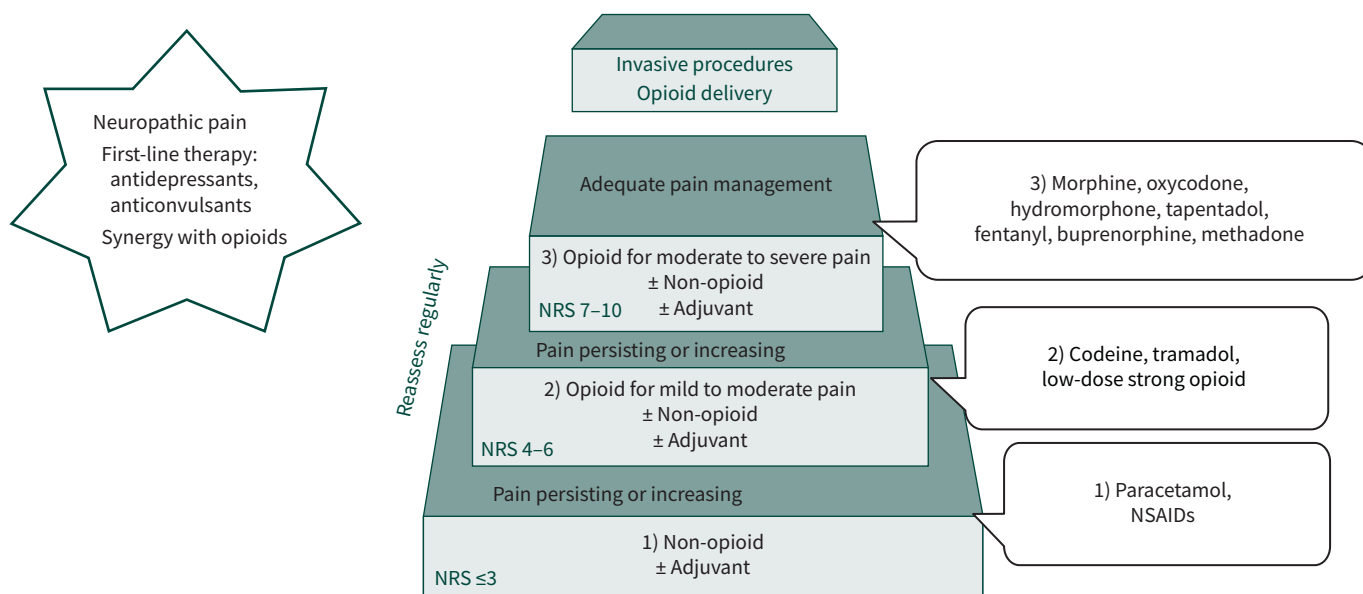 Neuropathic pain
First-line therapy:
antidepressants,
anticonvulsants
Synergy with opioids
Reassess regularly
Invasive procedures
Opioid delivery
Adequate pain management
3) Opioid for moderate to severe pain
± Non-opioid
± Adjuvant
NRS 7–10
Pain persisting or increasing
2) Opioid for mild to moderate pain
± Non-opioid
± Adjuvant
NRS 4–6
Pain persisting or increasing
1) Non-opioid
± Adjuvant
NRS ≤3
3) Morphine, oxycodone,
hydromorphone, tapentadol,
fentanyl, buprenorphine, methadone
2) Codeine, tramadol,
low-dose strong opioid
1) Paracetamol,
NSAIDs